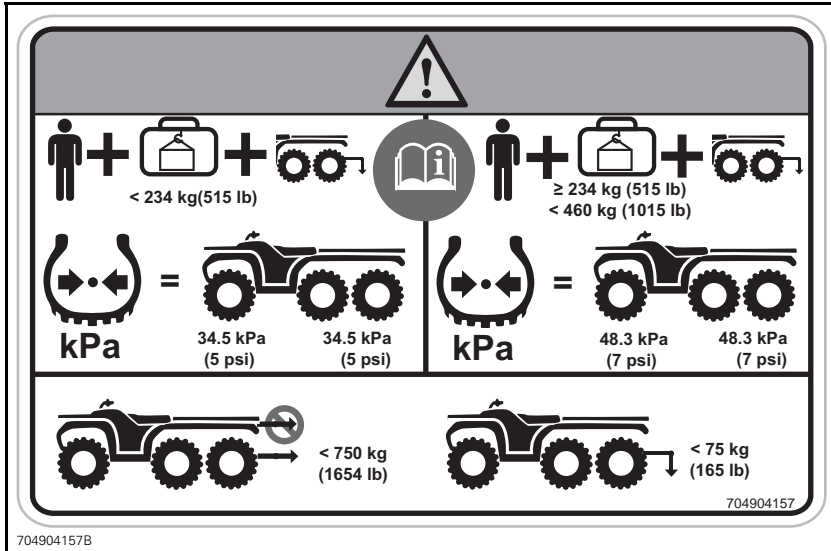 < 234 kg(515 lb)
kPa
=
34.5 kPa
(5 psi)
34.5 kPa
(5 psi)
i
≥ 234 kg (515 lb)
< 460 kg (1015 lb)
kPa
=
48.3 kPa
(7 psi)
48.3 kPa
(7 psi)
< 750 kg
(1654 lb)
< 75 kg
(165 lb)
704904157
704904157B